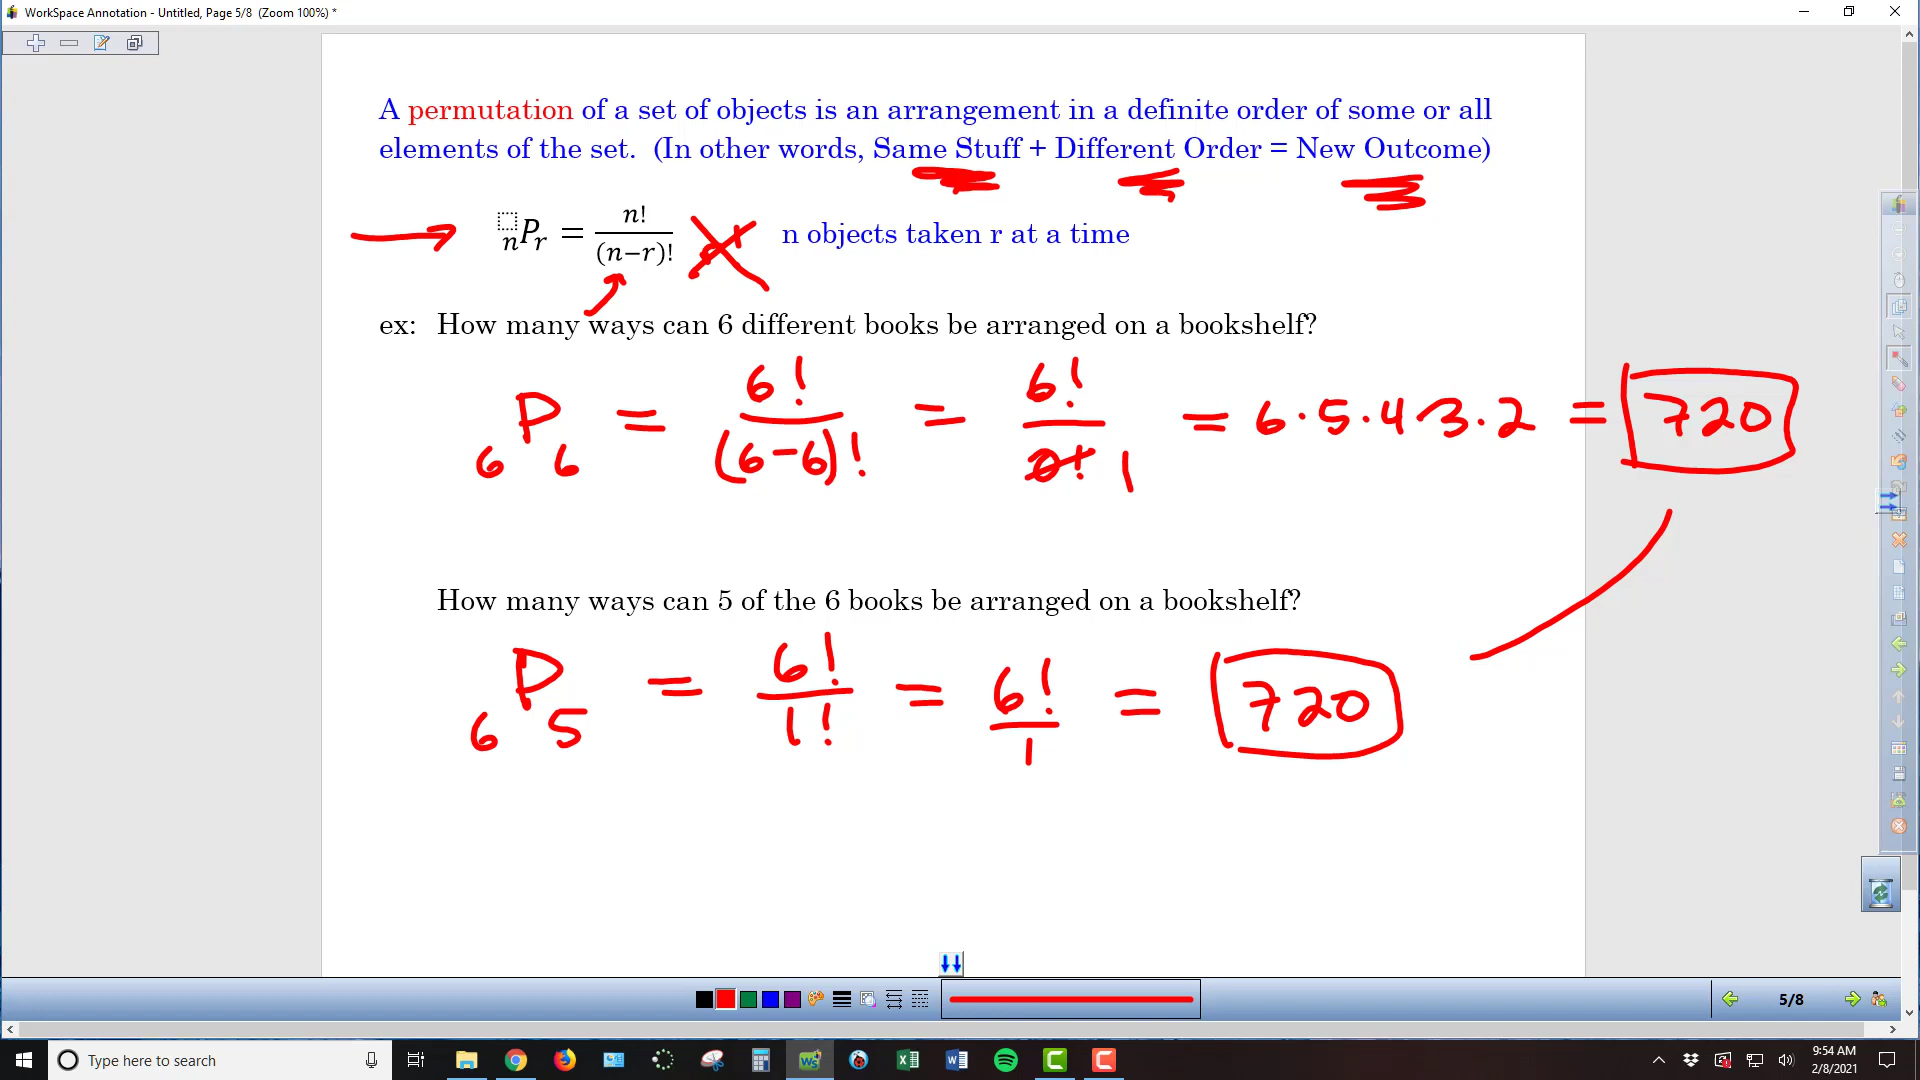 WorkSpace Annotation - Untitled, Page 5/8 (Zoom 100%) *
A permutation of a set of objects is an arrangement in a definite order of some or all
elements of the set. (In other words, Same Stuff + Different Order = New Outcome)
nPr = n!/(n−r)! n objects taken r at a time
ex: How many ways can 6 different books be arranged on a bookshelf?
6P6 = 6!/(6-6)! = 6!/0! 1 = 6·5·4·3·2 = 720
How many ways can 5 of the 6 books be arranged on a bookshelf?
6P5 = 6!/1! = 6!/1 = 720
5/8
Type here to search
9:54 AM
2/8/2021